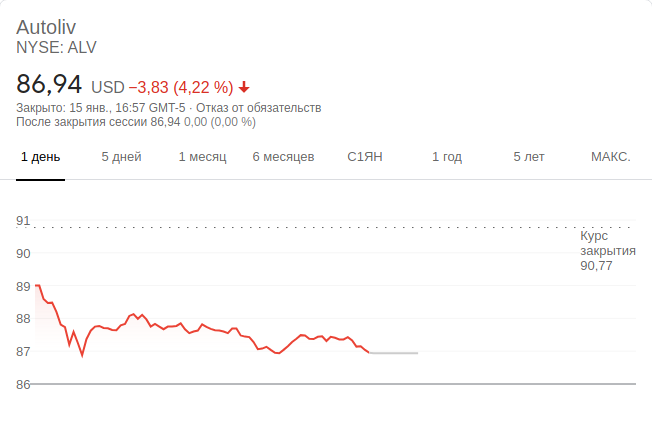 Autoliv
NYSE: ALV
86,94 USD −3,83 (4,22 %)
Закрыто: 15 янв., 16:57 GMT-5 · Отказ от обязательств
После закрытия сессии 86,94 0,00 (0,00 %)
1 день 5 дней 1 месяц 6 месяцев С1ЯН 1 год 5 лет МАКС.
91
Курс
закрытия
90,77
90
89
88
87
86